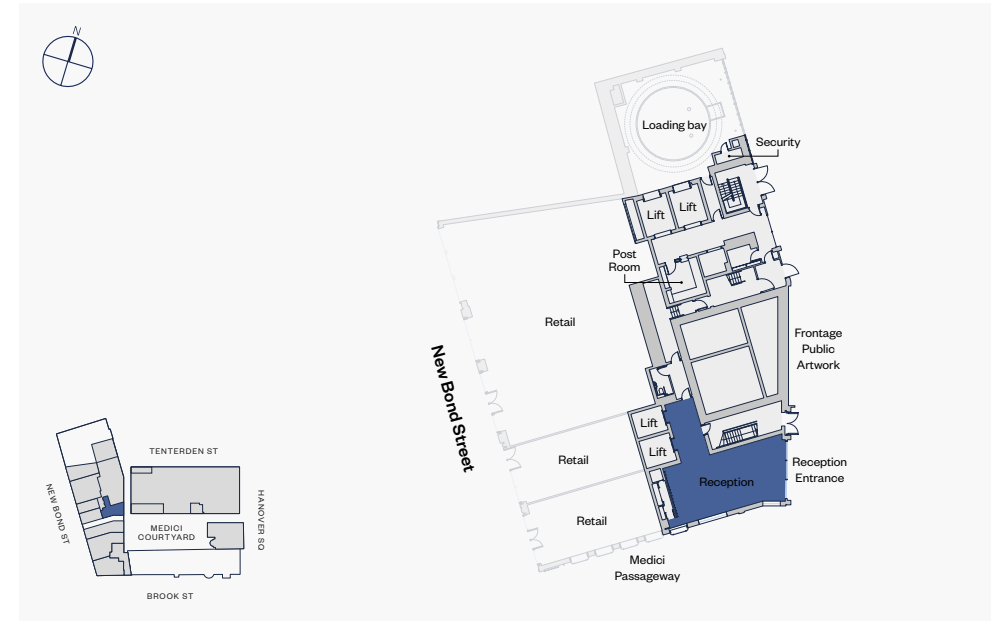 N
Loading bay
Security
Lift
Lift
Post
Room
Retail
Frontage
Public
Artwork
New Bond Street
Lift
Retail
Lift
Reception
Reception
Entrance
Retail
Medici
Passageway
TENTERDEN ST
NEW BOND ST
HANOVER SQ
MEDICI
COURTYARD
BROOK ST